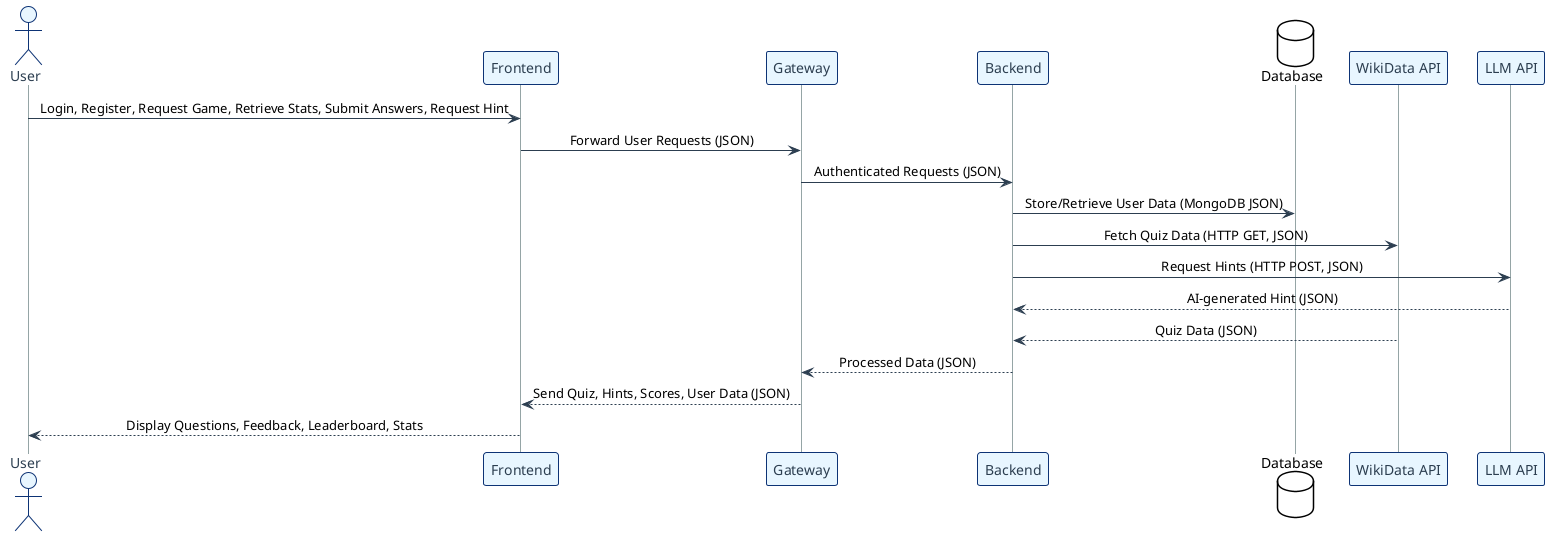 User
Frontend
Gateway
Backend
Database
WikiData API
LLM API
Login, Register, Request Game, Retrieve Stats, Submit Answers, Request Hint
Forward User Requests (JSON)
Authenticated Requests (JSON)
Store/Retrieve User Data (MongoDB JSON)
Fetch Quiz Data (HTTP GET, JSON)
Request Hints (HTTP POST, JSON)
AI-generated Hint (JSON)
Quiz Data (JSON)
Processed Data (JSON)
Send Quiz, Hints, Scores, User Data (JSON)
Display Questions, Feedback, Leaderboard, Stats
User
Frontend
Gateway
Backend
Database
WikiData API
LLM API